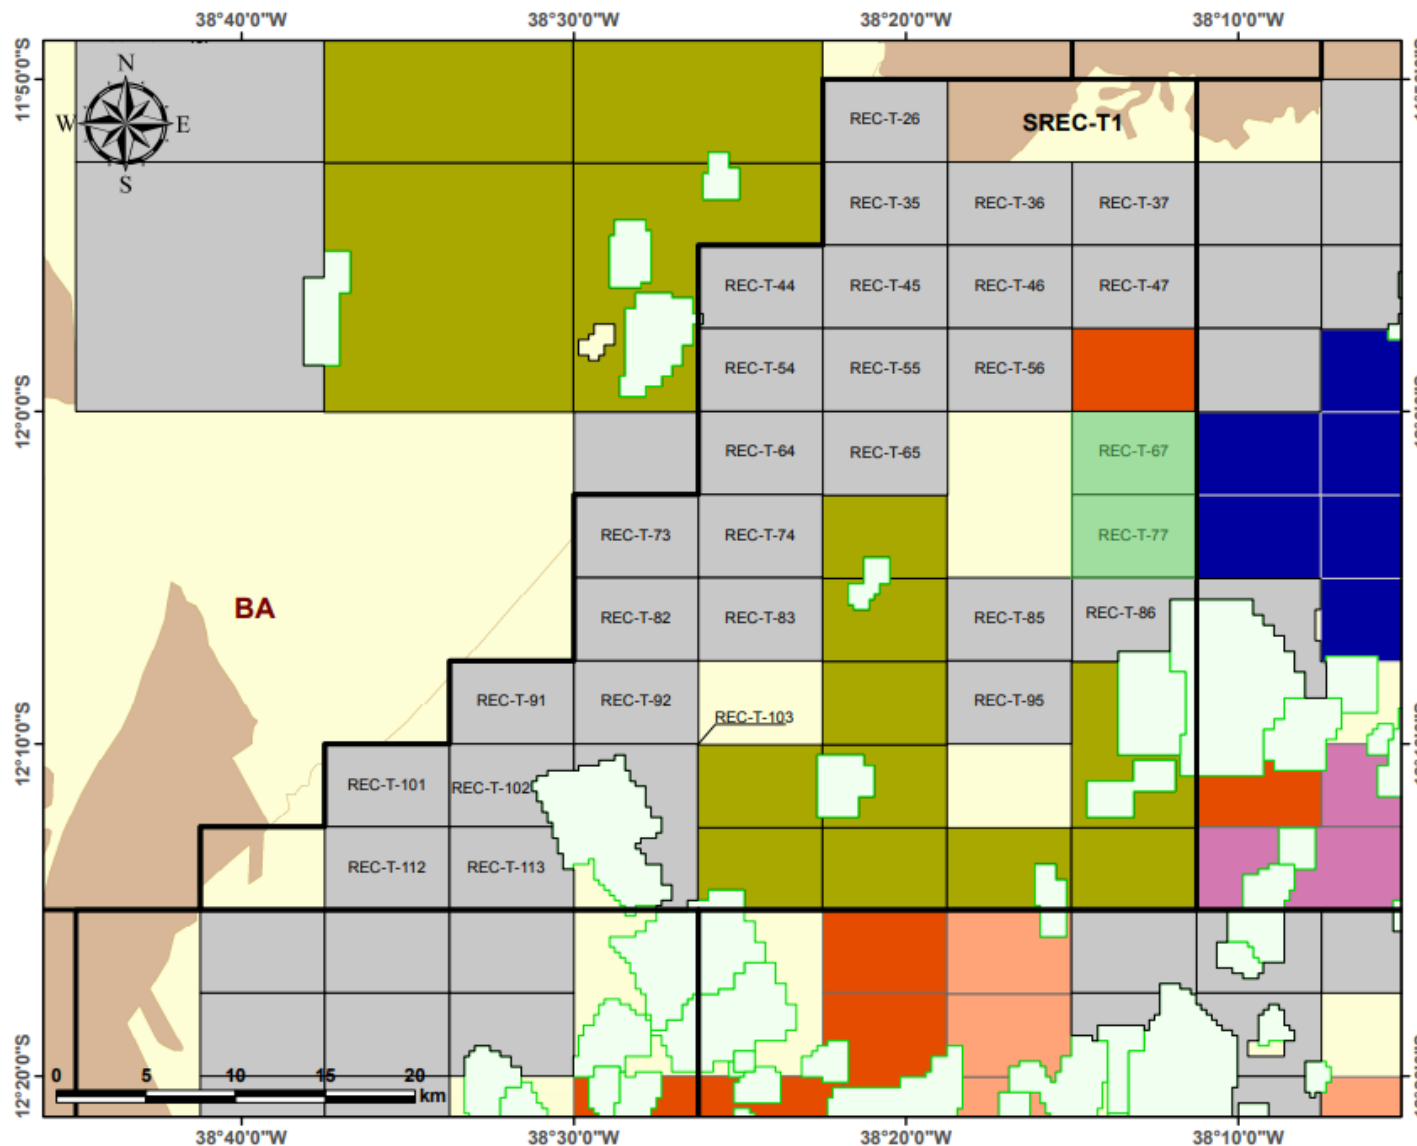 38°40'0"W 38°30'0"W 38°20'0"W 38°10'0"W
11°50'0"S
N
W E
S
REC-T-26
SREC-T1
REC-T-35 REC-T-36 REC-T-37
REC-T-44 REC-T-45 REC-T-46 REC-T-47
REC-T-54 REC-T-55 REC-T-56
12°0'0"S
REC-T-64 REC-T-65 REC-T-67
REC-T-73 REC-T-74 REC-T-77
BA
REC-T-82 REC-T-83 REC-T-85 REC-T-86
REC-T-91 REC-T-92 REC-T-95
REC-T-103
12°10'0"S
REC-T-101 REC-T-102
REC-T-112 REC-T-113
12°20'0"S
0 5 10 15 20
km
38°40'0"W 38°30'0"W 38°20'0"W 38°10'0"W